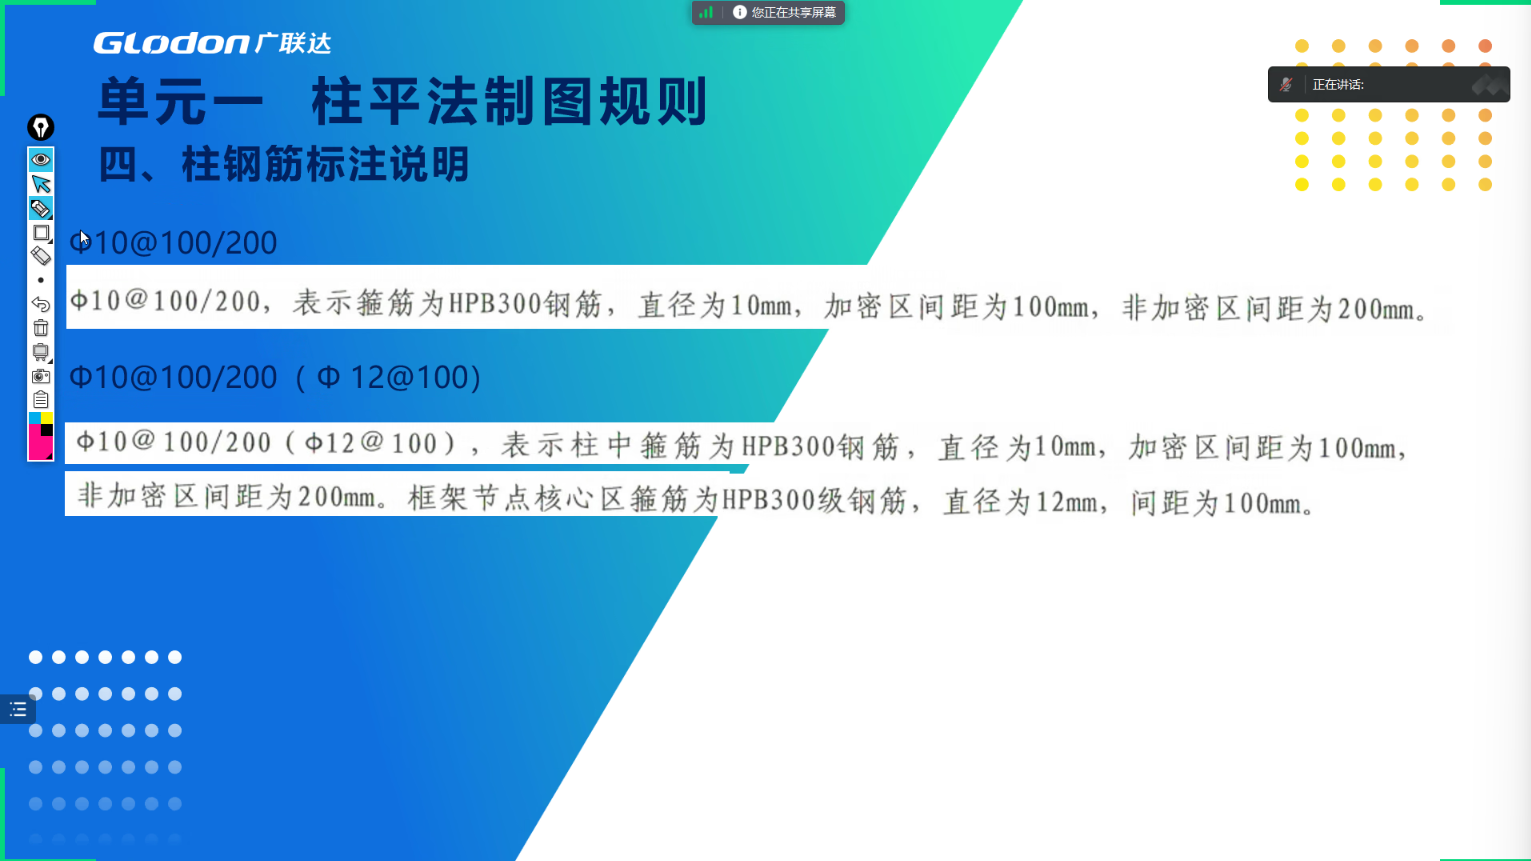 您正在共享屏幕
GLodon广联达
正在讲话:
单元一 柱平法制图规则
四、柱钢筋标注说明
Φ10@100/200
Φ10@100/200，表示箍筋为HPB300钢筋，直径为10mm，加密区间距为100mm，非加密区间距为200mm。
Φ10@100/200（Φ 12@100）
Φ10@100/200（Φ12@100），表示柱中箍筋为HPB300钢筋，直径为10mm，加密区间距为100mm，
非加密区间距为200mm。框架节点核心区箍筋为HPB300级钢筋，直径为12mm，间距为100mm。